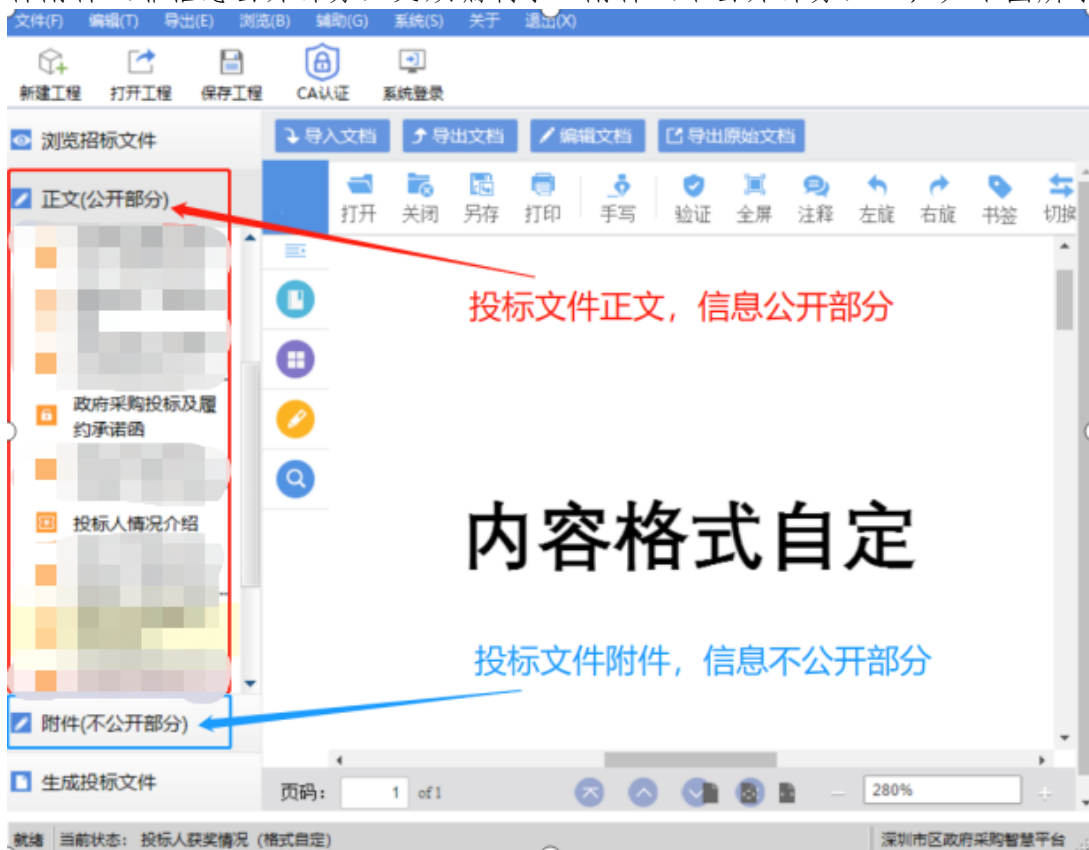 文件(F) 编辑(T) 导出(E) 浏览(B) 辅助(G) 系统(S) 关于 退出(X)
新建工程 打开工程 保存工程 CA认证 系统登录
浏览招标文件
导入文档 导出文档 编辑文档 导出原始文档
正文(公开部分)
打开 关闭 另存 打印 手写 验证 全屏 注释 左旋 右旋 书签 切换
投标文件正文，信息公开部分
政府采购投标及履
约承诺函
投标人情况介绍
内容格式自定
投标文件附件，信息不公开部分
附件(不公开部分)
生成投标文件
页码: 1 of 1 280%
就绪 当前状态: 投标人获奖情况 (格式自定) 深圳市区政府采购智慧平台